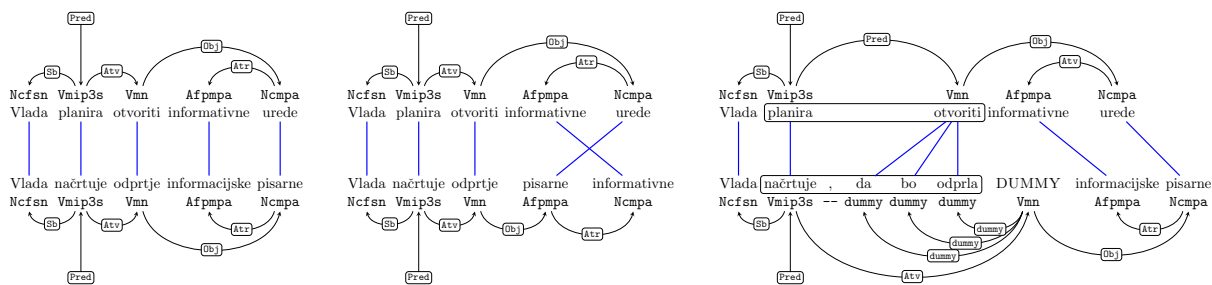 Pred
Sb Atv Obj Atr
Ncfsn Vmip3s Vmn Afpmpa Ncmpa
Vlada planira otvoriti informativne urede
Vlada načrtuje odprtje informacijske pisarne
Ncfsn Vmip3s Vmn Afpmpa Ncmpa
Sb Atv Atr
Obj
Pred
Pred
Sb Atv Obj Atr
Ncfsn Vmip3s Vmn Afpmpa Ncmpa
Vlada planira otvoriti informativne urede
Vlada načrtuje odprtje pisarne informativne
Ncfsn Vmip3s Vmn Afpmpa Ncmpa
Sb Atv Obj Atr
Pred
Pred
Sb Pred Obj Atv
Ncfsn Vmip3s Vmn Afpmpa Ncmpa
Vlada planira otvoriti informativne urede
Vlada načrtuje , da bo odprla DUMMY informacijske pisarne
Ncfsn Vmip3s -- dummy dummy dummy Vmn Afpmpa Ncmpa
Sb dummy Atr
dummy
dummy Obj
Pred Atv